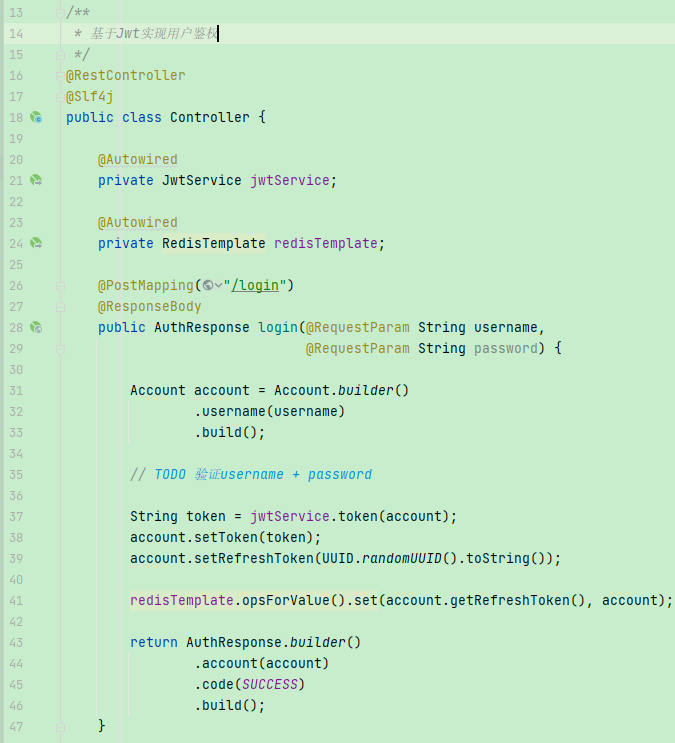 13 /**
14 * 基于Jwt实现用户鉴权
15 */
16 @RestController
17 @Slf4j
18 public class Controller {
19
20 @Autowired
21 private JwtService jwtService;
22
23 @Autowired
24 private RedisTemplate redisTemplate;
25
26 @PostMapping("/login")
27 @ResponseBody
28 public AuthResponse login(@RequestParam String username,
29 @RequestParam String password) {
30
31 Account account = Account.builder()
32 .username(username)
33 .build();
34
35 // TODO 验证username + password
36
37 String token = jwtService.token(account);
38 account.setToken(token);
39 account.setRefreshToken(UUID.randomUUID().toString());
40
41 redisTemplate.opsForValue().set(account.getRefreshToken(), account);
42
43 return AuthResponse.builder()
44 .account(account)
45 .code(SUCCESS)
46 .build();
47 }